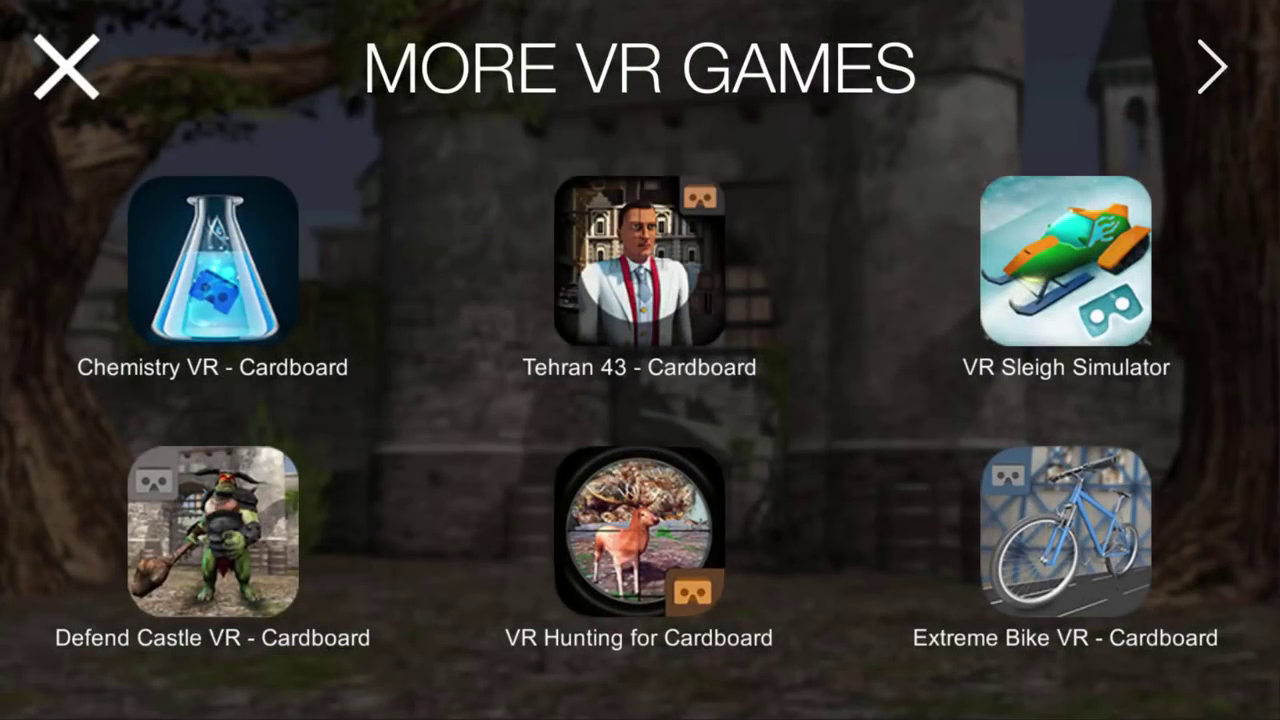 MORE VR GAMES
Chemistry VR - Cardboard
Tehran 43 - Cardboard
VR Sleigh Simulator
Defend Castle VR - Cardboard
VR Hunting for Cardboard
Extreme Bike VR - Cardboard